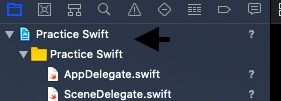 Practice Swift ?
Practice Swift
AppDelegate.swift ?
SceneDelegate.swift ?